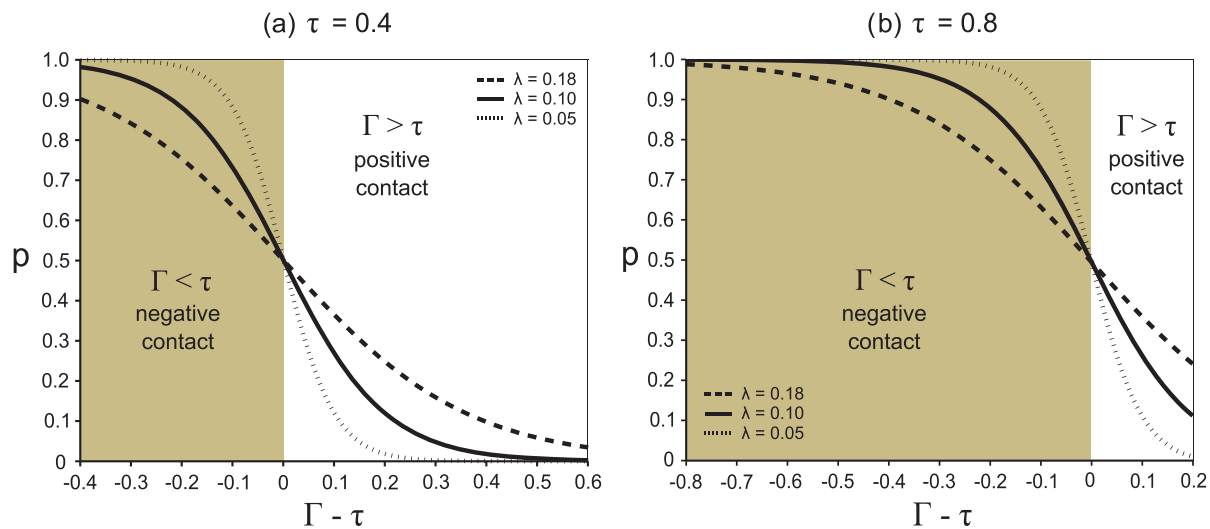 (a) τ = 0.4
1.0
0.9
0.8
0.7
0.6
0.5
0.4
0.3
0.2
0.1
0
p
λ = 0.18
λ = 0.10
λ = 0.05
Γ > τ
positive
contact
Γ < τ
negative
contact
-0.4 -0.3 -0.2 -0.1 0 0.1 0.2 0.3 0.4 0.5 0.6
Γ - τ
(b) τ = 0.8
1.0
0.9
0.8
0.7
0.6
0.5
0.4
0.3
0.2
0.1
0
p
Γ > τ
positive
contact
Γ < τ
negative
contact
λ = 0.18
λ = 0.10
λ = 0.05
-0.8 -0.7 -0.6 -0.5 -0.4 -0.3 -0.2 -0.1 0 0.1 0.2
Γ - τ